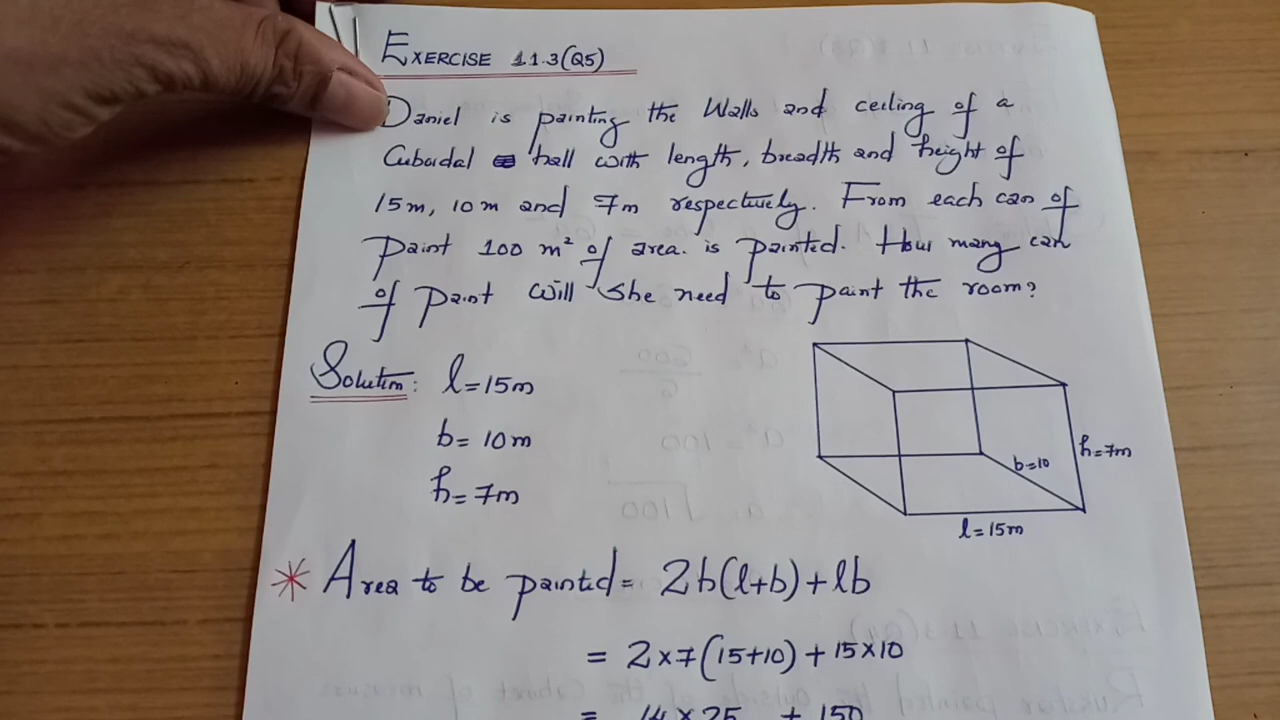 EXERCISE 11.3(Q5)
Daniel is painting the Walls and ceiling of a
Cuboidal hall with length, breadth and height of
15m, 10m and 7m respectively. From each can of
paint 100 m² of area. is painted. How many can
of paint will she need to paint the room?
Solution: l=15m
b=10m
h=7m
h=7m
b=10
l=15m
* Area to be painted= 2h(l+b)+lb
= 2×7(15+10)+15×10
= 14×25 +150